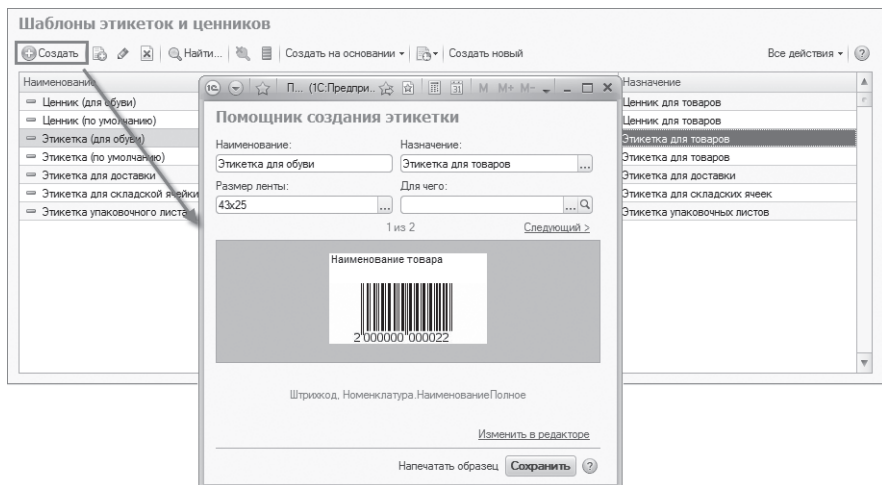 Шаблоны этикеток и ценников
Создать
Найти...
Создать на основании
Создать новый
Все действия
?
Наименование
Назначение
Ценник (для обуви)
Ценник для товаров
Ценник (по умолчанию)
Ценник для товаров
Этикетка (для обуви)
Этикетка для товаров
Этикетка (по умолчанию)
Этикетка для товаров
Этикетка для доставки
Этикетка для доставки
Этикетка для складской ячейки
Этикетка для складских ячеек
Этикетка упаковочного листа
Этикетка упаковочных листов
1С П... (1С:Предпри.. 31 M M+ M-
Помощник создания этикетки
Наименование:
Назначение:
Этикетка для обуви
Этикетка для товаров
...
Размер ленты:
Для чего:
43x25
...
...
1 из 2
Следующий >
Наименование товара
2 000000 000022
Штрихкод, Номенклатура.НаименованиеПолное
Изменить в редакторе
Напечатать образец
Сохранить
?